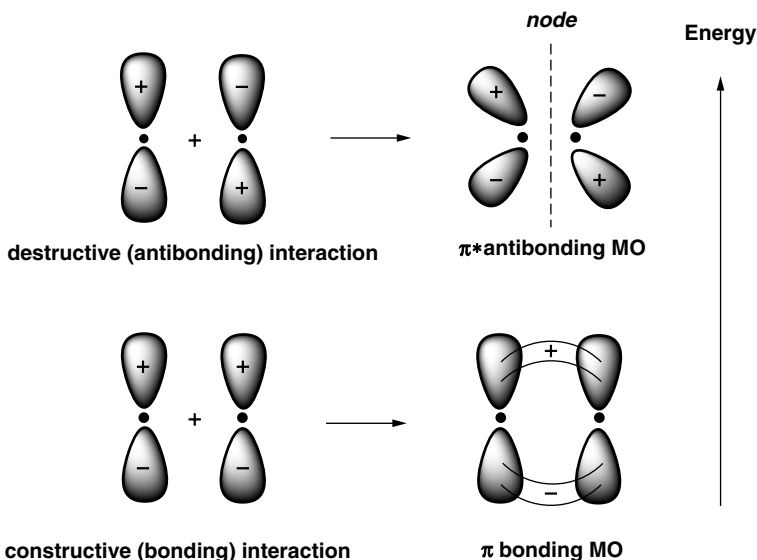 node
Energy
+ − + −
+
− + − +
destructive (antibonding) interaction
π*antibonding MO
+ + +
+
− − −
constructive (bonding) interaction
π bonding MO